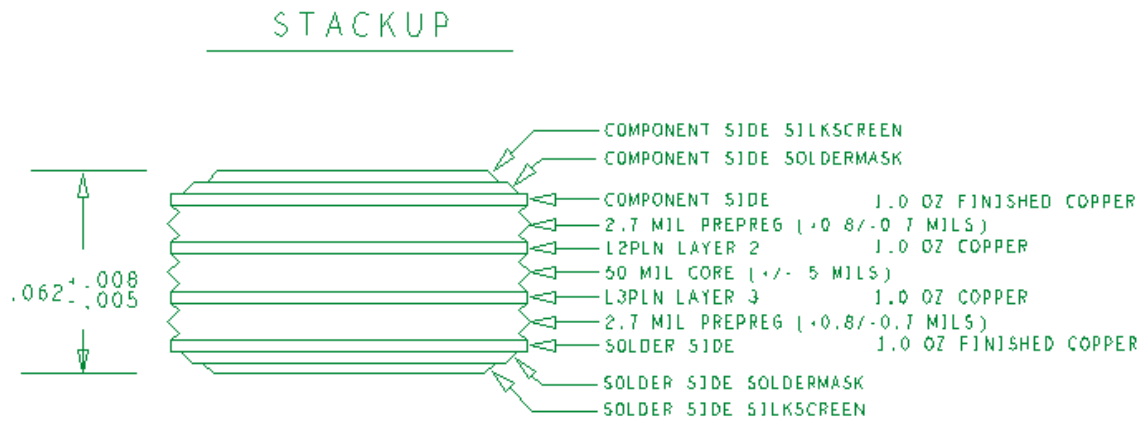 STACKUP
COMPONENT SIDE SILKSCREEN
COMPONENT SIDE SOLDERMASK
COMPONENT SIDE 1.0 OZ FINISHED COPPER
2.7 MIL PREPREG (+0.8/-0.7 MILS)
L2PLN LAYER 2 1.0 OZ COPPER
50 MIL CORE (+/- 5 MILS)
.062 +.008 -.005
L3PLN LAYER 3 1.0 OZ COPPER
2.7 MIL PREPREG (+0.8/-0.7 MILS)
SOLDER SIDE 1.0 OZ FINISHED COPPER
SOLDER SIDE SOLDERMASK
SOLDER SIDE SILKSCREEN